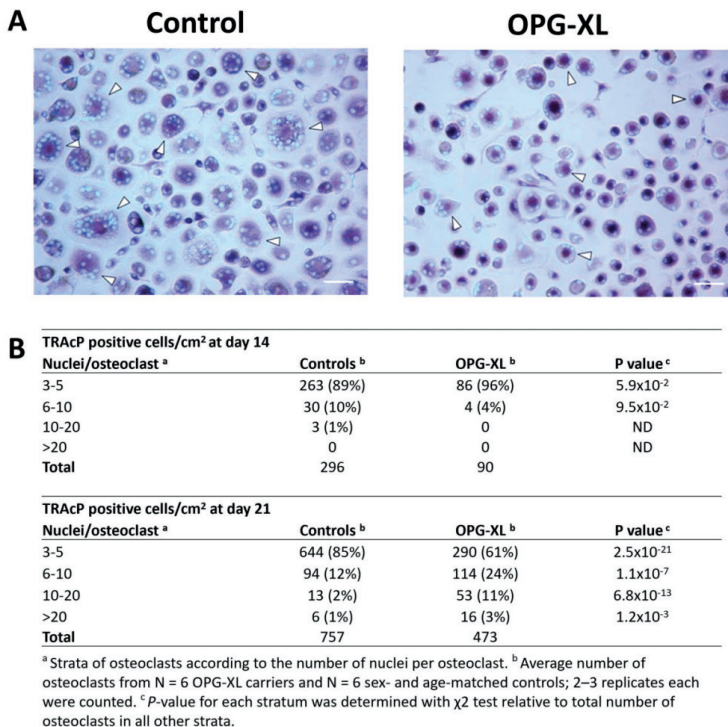 A
Control
OPG-XL
B
TRAcP positive cells/cm² at day 14
Nuclei/osteoclast ᵃ Controls ᵇ OPG-XL ᵇ P value ᶜ
3-5 263 (89%) 86 (96%) 5.9x10⁻²
6-10 30 (10%) 4 (4%) 9.5x10⁻²
10-20 3 (1%) 0 ND
>20 0 0 ND
Total 296 90
TRAcP positive cells/cm² at day 21
Nuclei/osteoclast ᵃ Controls ᵇ OPG-XL ᵇ P value ᶜ
3-5 644 (85%) 290 (61%) 2.5x10⁻²¹
6-10 94 (12%) 114 (24%) 1.1x10⁻⁷
10-20 13 (2%) 53 (11%) 6.8x10⁻¹³
>20 6 (1%) 16 (3%) 1.2x10⁻³
Total 757 473
ᵃ Strata of osteoclasts according to the number of nuclei per osteoclast. ᵇ Average number of
osteoclasts from N = 6 OPG-XL carriers and N = 6 sex- and age-matched controls; 2–3 replicates each
were counted. ᶜ P-value for each stratum was determined with χ2 test relative to total number of
osteoclasts in all other strata.